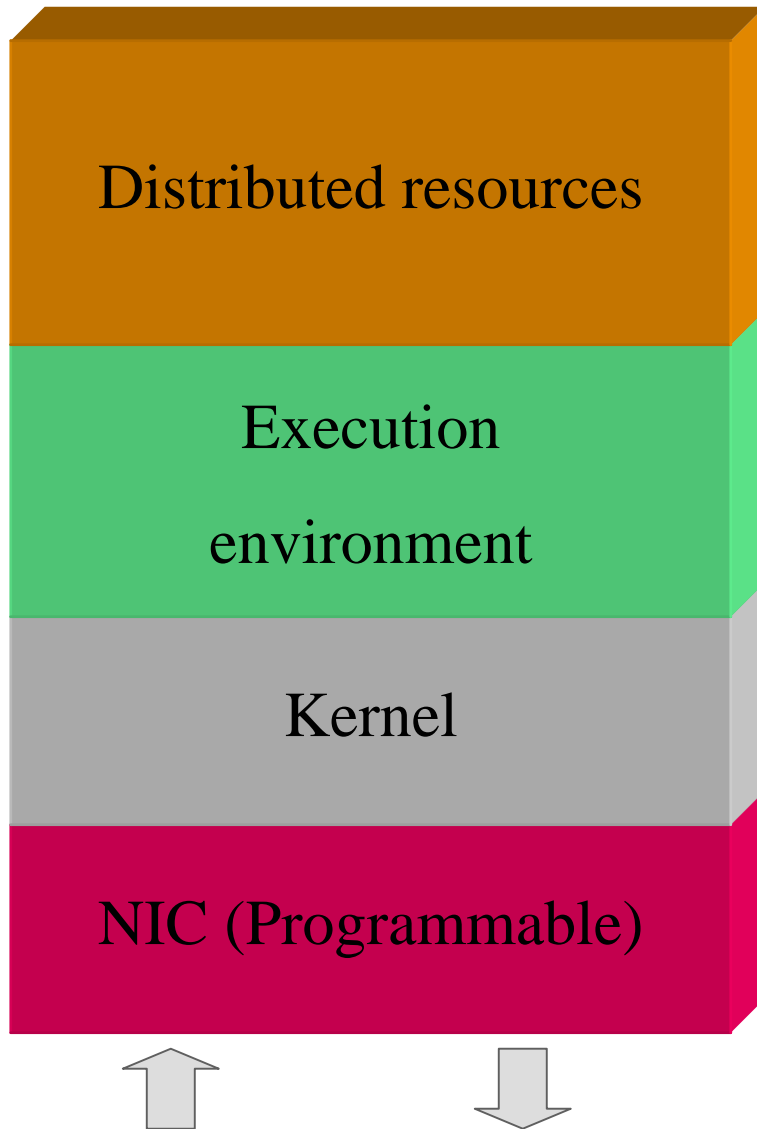 Distributed resources
Execution
environment
Kernel
NIC (Programmable)